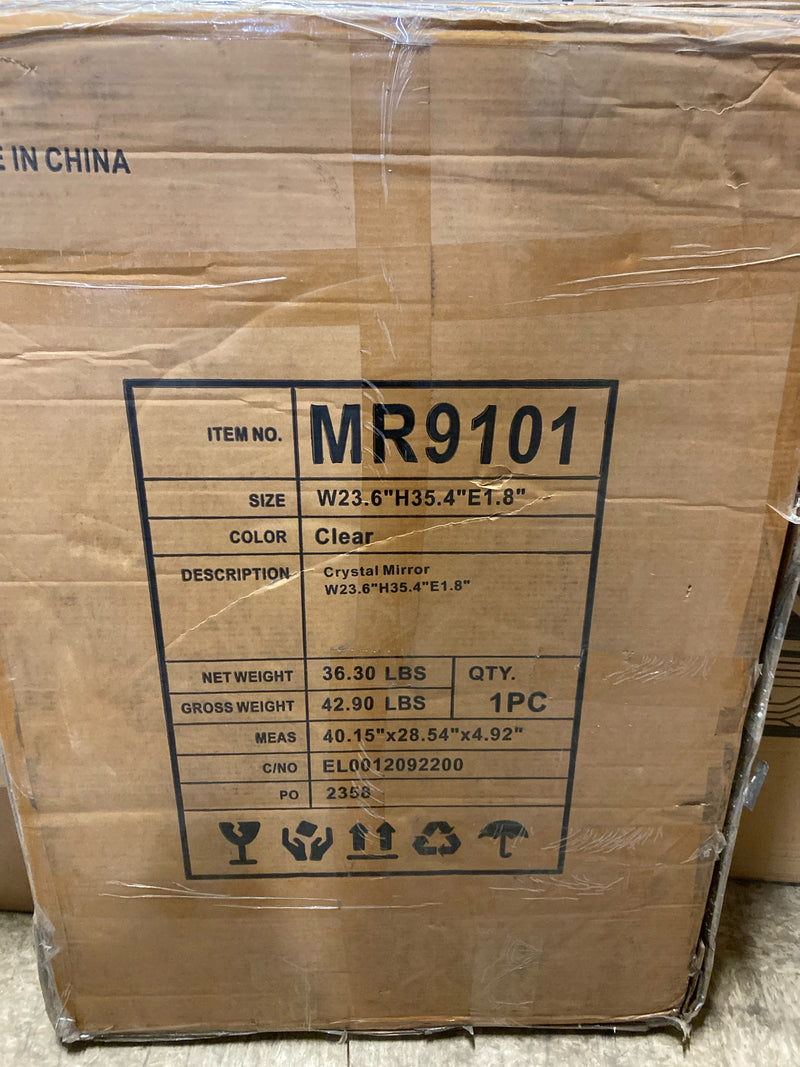 E IN CHINA
ITEM NO. MR9101
SIZE W23.6"H35.4"E1.8"
COLOR Clear
DESCRIPTION Crystal Mirror
W23.6"H35.4"E1.8"
NET WEIGHT 36.30 LBS QTY.
GROSS WEIGHT 42.90 LBS 1PC
MEAS 40.15"x28.54"x4.92"
C/NO EL0012092200
PO 2358